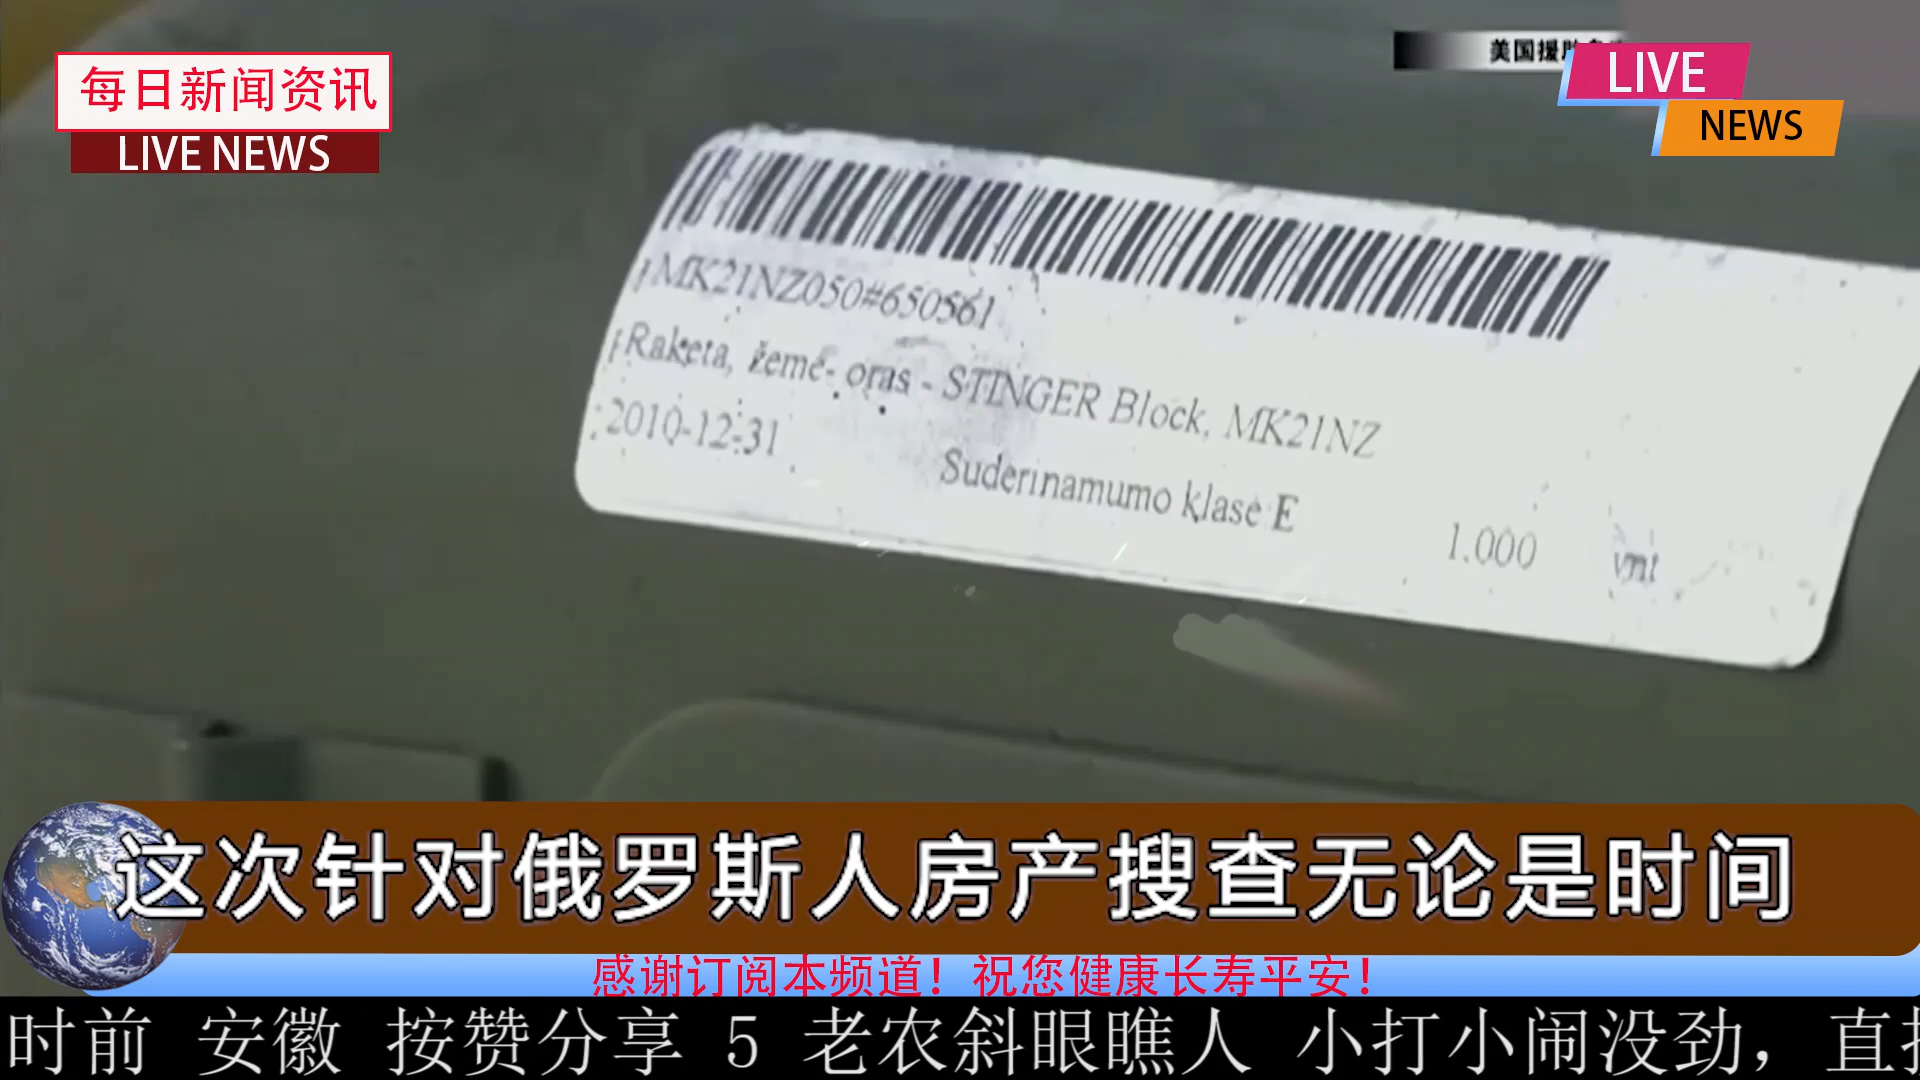 每日新闻资讯
LIVE NEWS
美国援助
LIVE
NEWS
MK21NZ050#650561
Raketa, žemė- oras - STINGER Block, MK21NZ
2010-12-31
Suderinamumo klasė E
1.000 vnt
这次针对俄罗斯人房产搜查无论是时间
感谢订阅本频道！祝您健康长寿平安！
时前 安徽 按赞分享 5 老农斜眼瞧人 小打小闹没劲，直